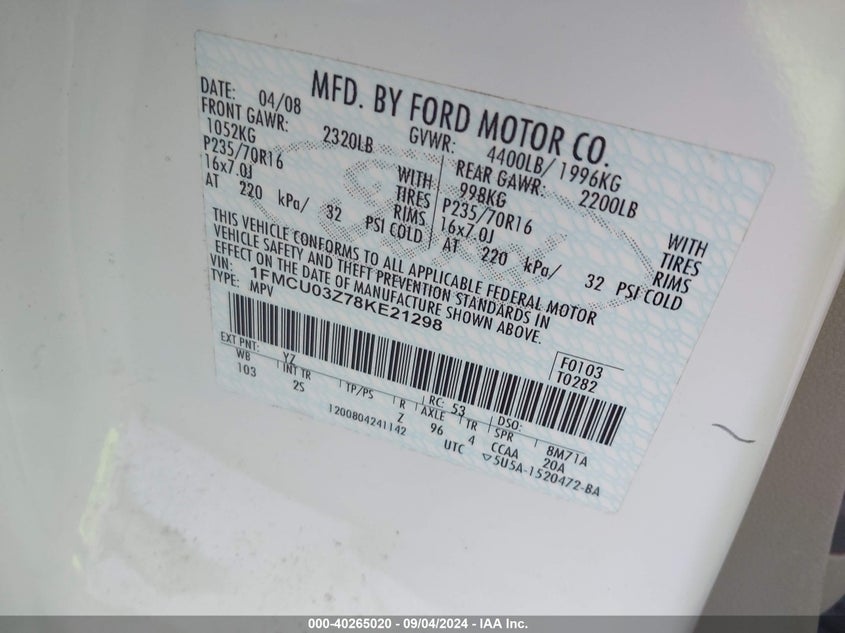 MFD. BY FORD MOTOR CO.
DATE: 04/08 GVWR: 4400LB/1996KG
FRONT GAWR: 2320LB REAR GAWR: 2200LB
1052KG WITH 998KG WITH
P235/70R16 TIRES P235/70R16 TIRES
16x7.0J RIMS 16x7.0J RIMS
AT 220 kPa/ 32 PSI COLD AT 220 kPa/ 32 PSI COLD
THIS VEHICLE CONFORMS TO ALL APPLICABLE FEDERAL MOTOR
VEHICLE SAFETY AND THEFT PREVENTION STANDARDS IN
EFFECT ON THE DATE OF MANUFACTURE SHOWN ABOVE.
VIN: 1FMCU03Z78KE21298
TYPE: MPV
F0103
T0282
EXT PNT: YZ RC: 53 DSO:
WB INT TR TP/PS R AXLE TR SPR 8M71A
103 2S Z 96 4 CCAA 20A
1200804241142 UTC 5U5A-1520472-BA
000-40265020 - 09/04/2024 - IAA Inc.